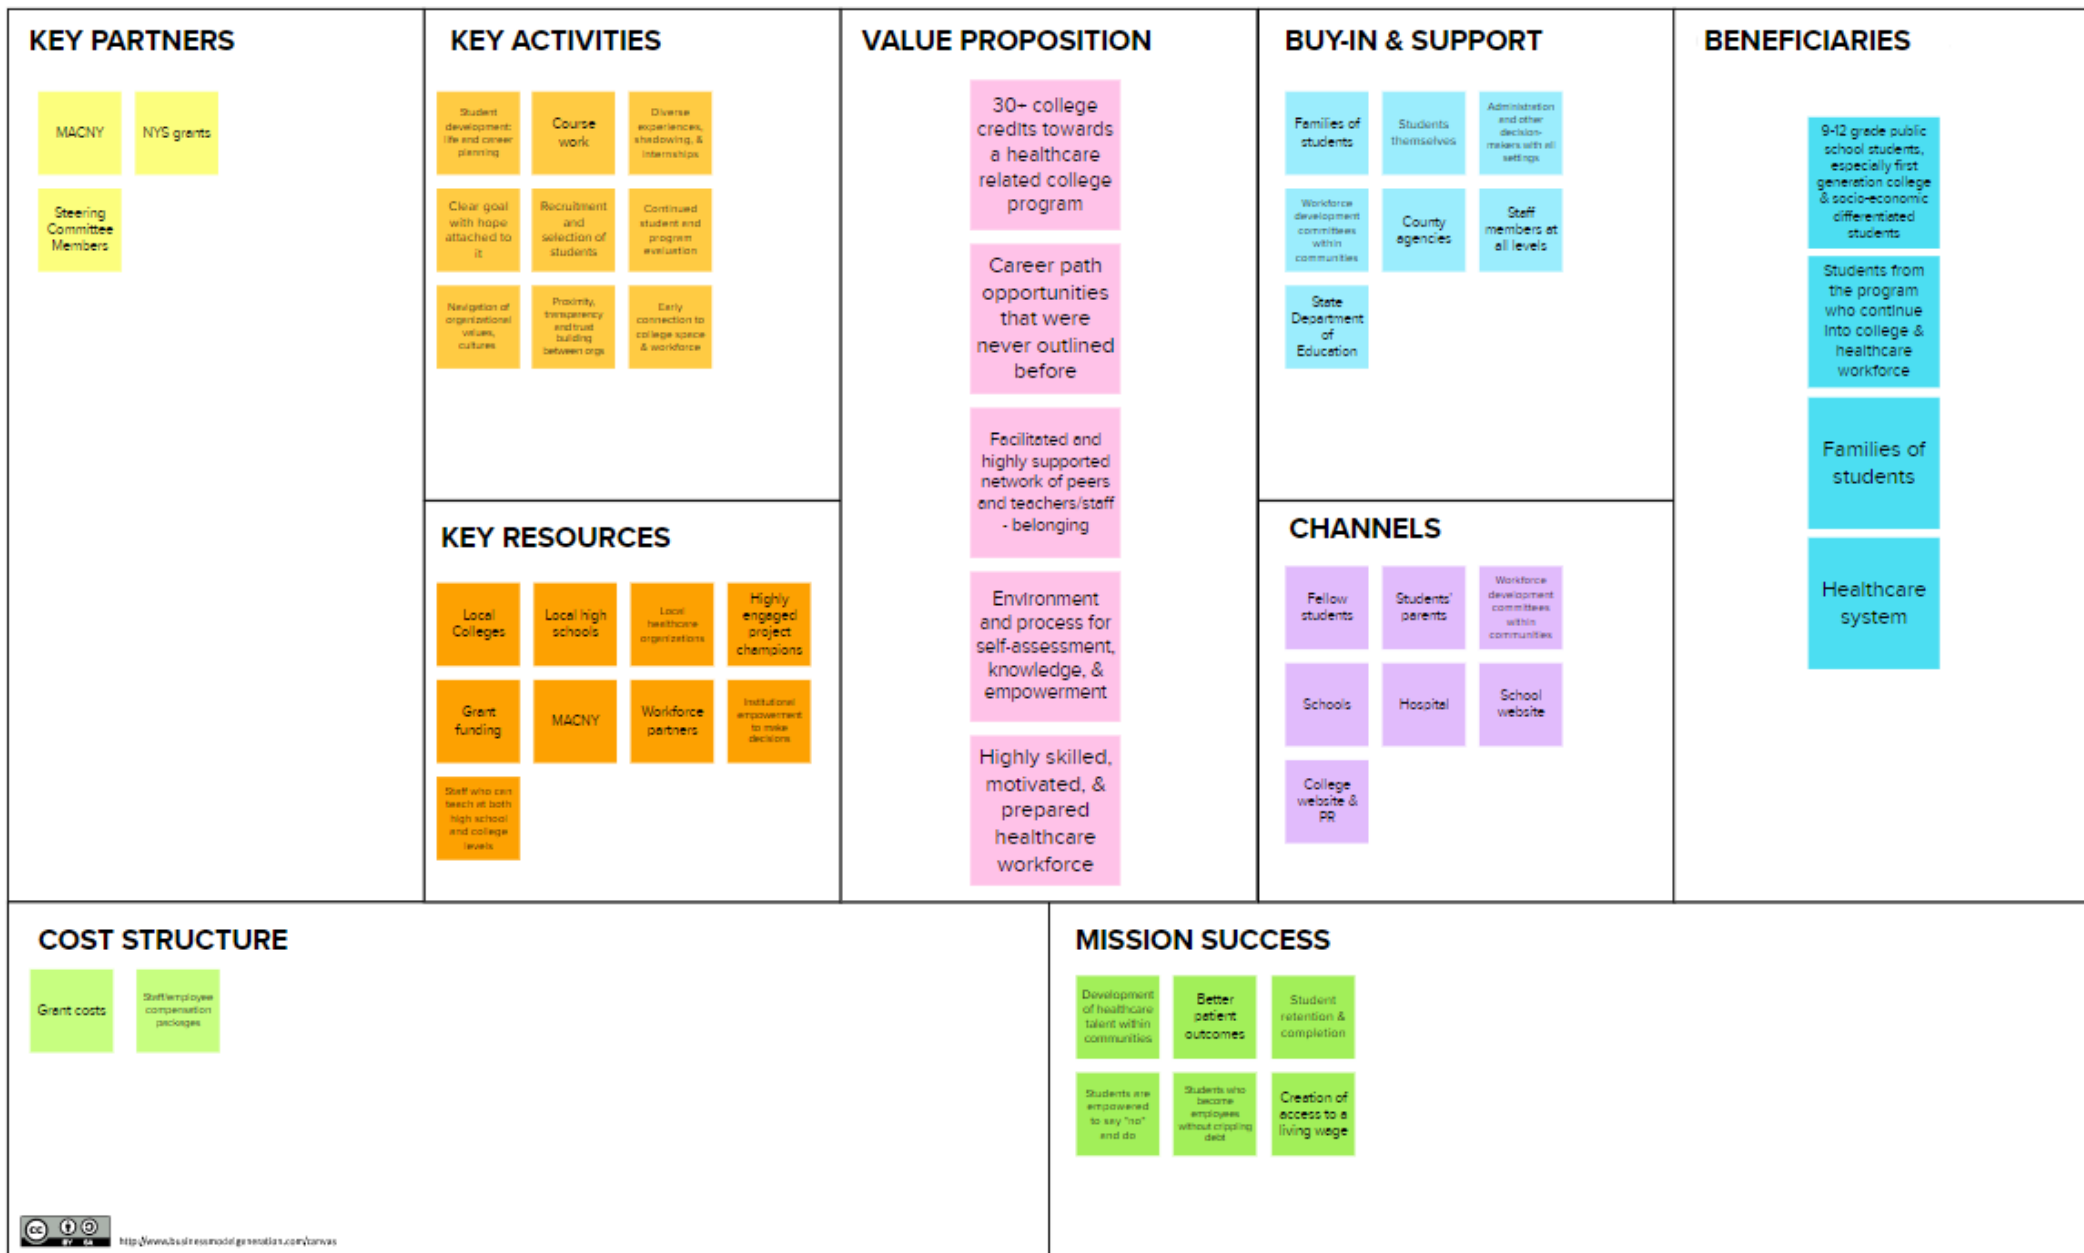 KEY PARTNERS
MACNY
NYS grants
Steering
Committee
Members
KEY ACTIVITIES
Student
development:
life and career
planning
Course
work
Diverse
experiences,
shadowing, &
internships
Clear goal
with hope
attached to
it
Recruitment
and
selection of
students
Continued
student and
program
evaluation
Navigation of
organizational
values,
cultures
Proximity,
transparency
and trust
building
between orgs
Early
connection to
college space
& workforce
KEY RESOURCES
Local
Colleges
Local high
schools
Local
healthcare
organizations
Highly
engaged
project
champions
Grant
funding
MACNY
Workforce
partners
Institutional
empowerment
to make
decisions
Staff who can
teach at both
high school
and college
levels
VALUE PROPOSITION
30+ college
credits towards
a healthcare
related college
program
Career path
opportunities
that were
never outlined
before
Facilitated and
highly supported
network of peers
and teachers/staff
- belonging
Environment
and process for
self-assessment,
knowledge, &
empowerment
Highly skilled,
motivated, &
prepared
healthcare
workforce
BUY-IN & SUPPORT
Families of
students
Students
themselves
Administration
and other
decision-
makers with all
settings
Workforce
development
committees
within
communities
County
agencies
Staff
members at
all levels
State
Department
of
Education
CHANNELS
Fellow
students
Students'
parents
Workforce
development
committees
within
communities
Schools
Hospital
School
website
College
website &
PR
BENEFICIARIES
9-12 grade public
school students,
especially first
generation college
& socio-economic
differentiated
students
Students from
the program
who continue
into college &
healthcare
workforce
Families of
students
Healthcare
system
COST STRUCTURE
Grant costs
Staff/employee
compensation
packages
MISSION SUCCESS
Development
of healthcare
talent within
communities
Better
patient
outcomes
Student
retention &
completion
Students are
empowered
to say "no"
and do
Students who
become
employees
without crippling
debt
Creation of
access to a
living wage
CC BY SA
http://www.businessmodelgeneration.com/canvas